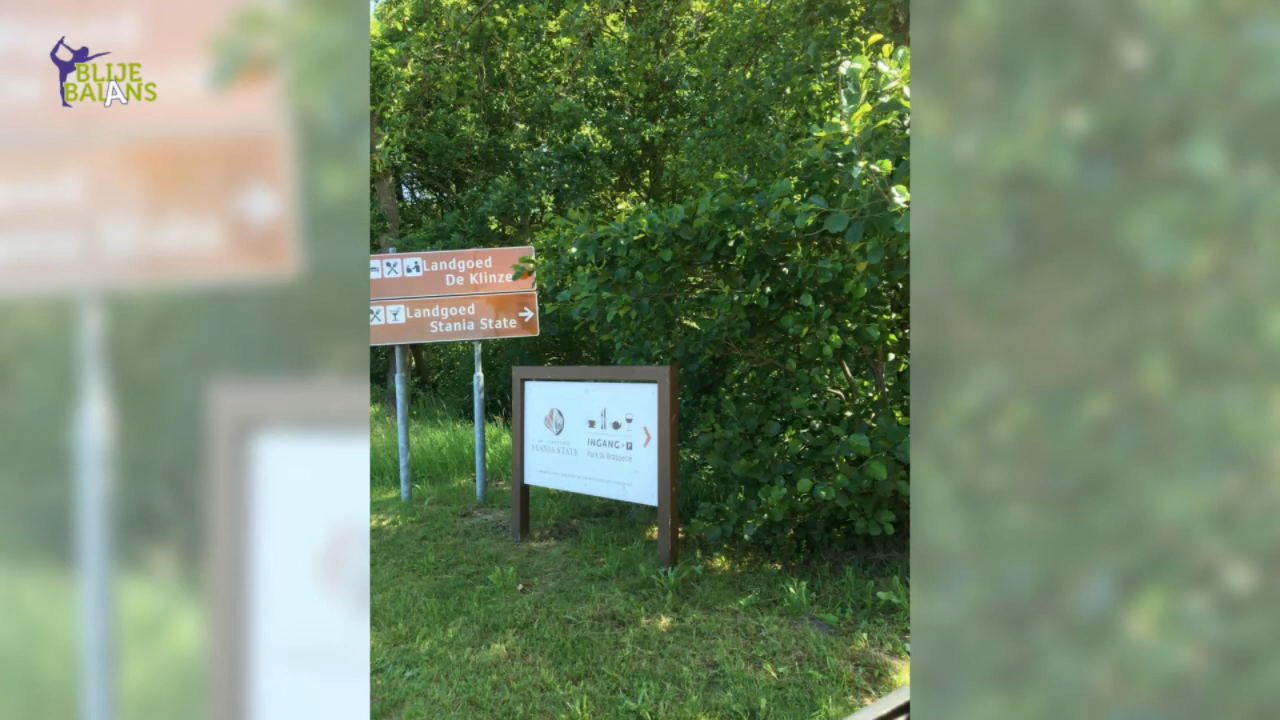 BLIJE
BALANS
Landgoed
De Klinze
Landgoed
Stania State
STANIA STATE
INGANG + P
Park & Brasserie